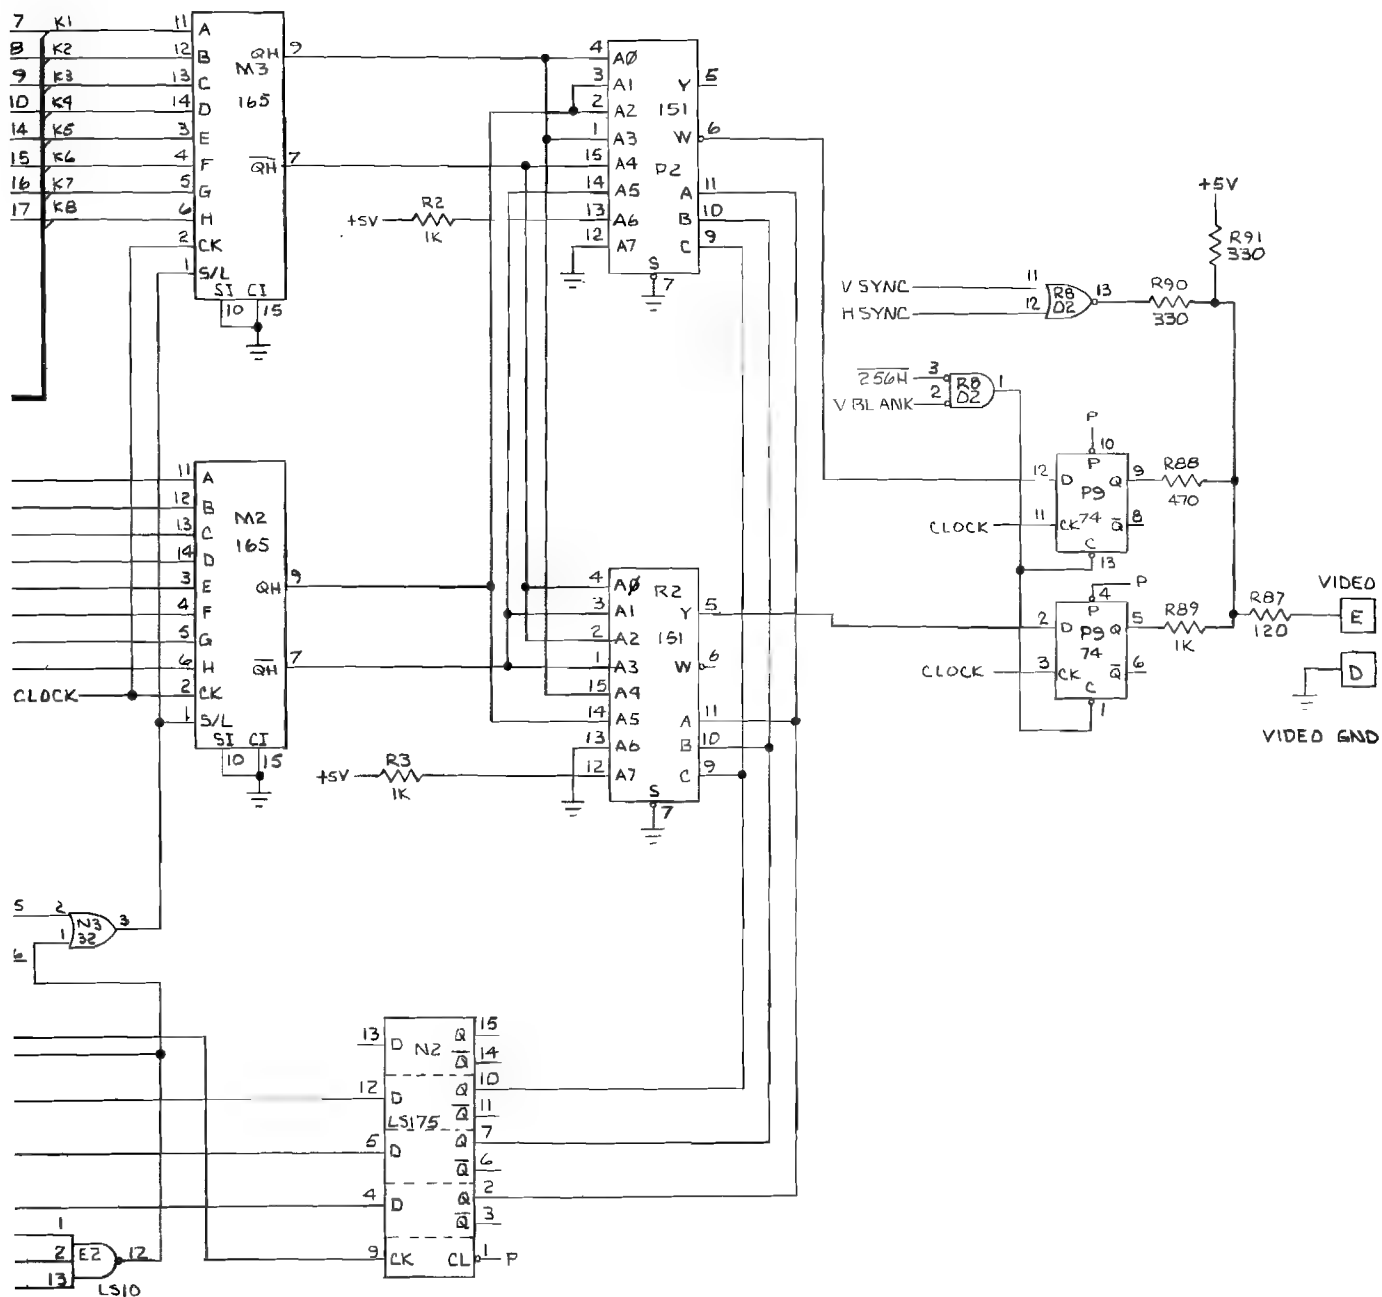 7 K1 11 A
8 K2 12 B QH 9
M3
9 K3 13 C
165
10 K4 14 D
14 K5 3 E
15 K6 4 F Q̅H̅ 7
16 K7 5 G
17 K8 6 H
2 CK
1 S/L
SI CI
10 15
4 A0
3 A1 Y 5
2 A2 151
1 A3 W 6
15 A4 P2
14 A5 A 11
+5V R2 1K 13 A6 B 10
12 A7 C 9
S
7
+5V
R91
330
V SYNC 11
H SYNC 12
R8
D2
13
R90
330
2̅5̅6̅H̅ 3
V BLANK 2
R8
D2
1
P
10
P
12 D Q 9
P9
CLOCK 11 CK 74 Q̅ 8
C
13
R88
470
P
4
P
2 D Q 5
P9
74
CLOCK 3 CK Q̅ 6
C
1
R89
1K
R87
120
VIDEO
E
D
VIDEO GND
11 A
12 B
M2
13 C
165
14 D
3 E QH 9
4 F
5 G
6 H Q̅H̅ 7
CLOCK 2 CK
1 S/L
SI CI
10 15
4 A0 R2
3 A1 Y 5
2 A2 151
1 A3 W 6
15 A4
14 A5 A 11
13 A6 B 10
+5V R3 1K 12 A7 C 9
S
7
5 2
N3
32
3
1
6
13 D N2 Q 15
Q̅ 14
12 D Q 10
LS175 Q̅ 11
5 D Q 7
Q̅ 6
4 D Q 2
Q̅ 3
9 CK CL 1 P
1
2 E2 12
13
LS10